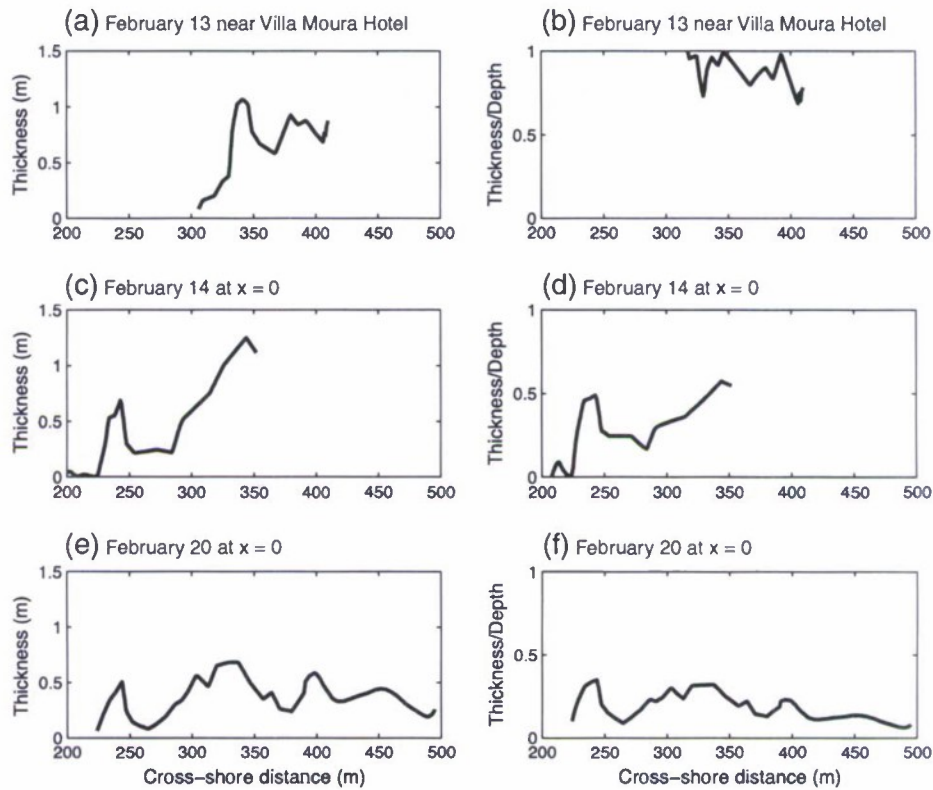 (a) February 13 near Villa Moura Hotel
1.5
1
0.5
0
Thickness (m)
200 250 300 350 400 450 500
(b) February 13 near Villa Moura Hotel
1
0.5
0
Thickness/Depth
200 250 300 350 400 450 500
(c) February 14 at x = 0
1.5
1
0.5
0
Thickness (m)
200 250 300 350 400 450 500
(d) February 14 at x = 0
1
0.5
0
Thickness/Depth
200 250 300 350 400 450 500
(e) February 20 at x = 0
1.5
1
0.5
0
Thickness (m)
200 250 300 350 400 450 500
Cross-shore distance (m)
(f) February 20 at x = 0
1
0.5
0
Thickness/Depth
200 250 300 350 400 450 500
Cross-shore distance (m)